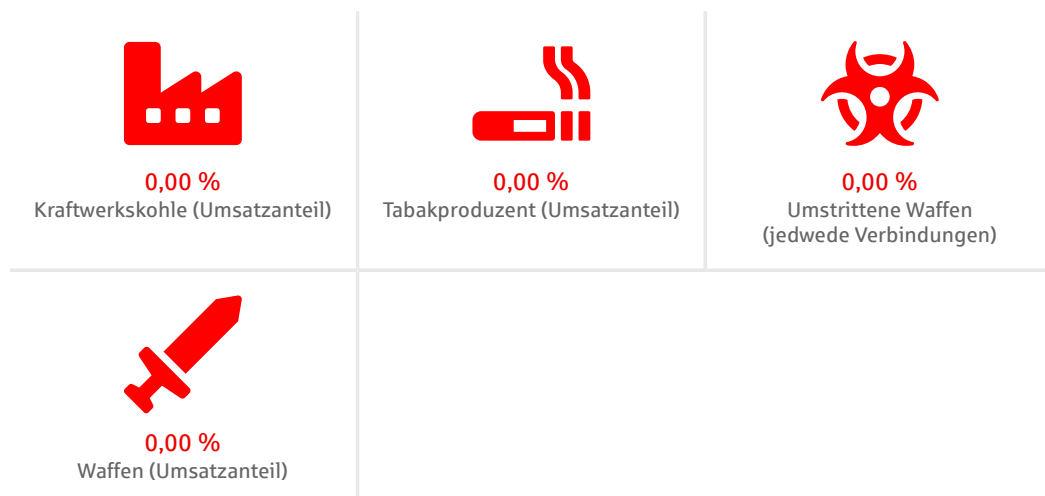 0,00 %
Kraftwerkskohle (Umsatzanteil)
0,00 %
Tabakproduzent (Umsatzanteil)
0,00 %
Umstrittene Waffen
(jedwede Verbindungen)
0,00 %
Waffen (Umsatzanteil)